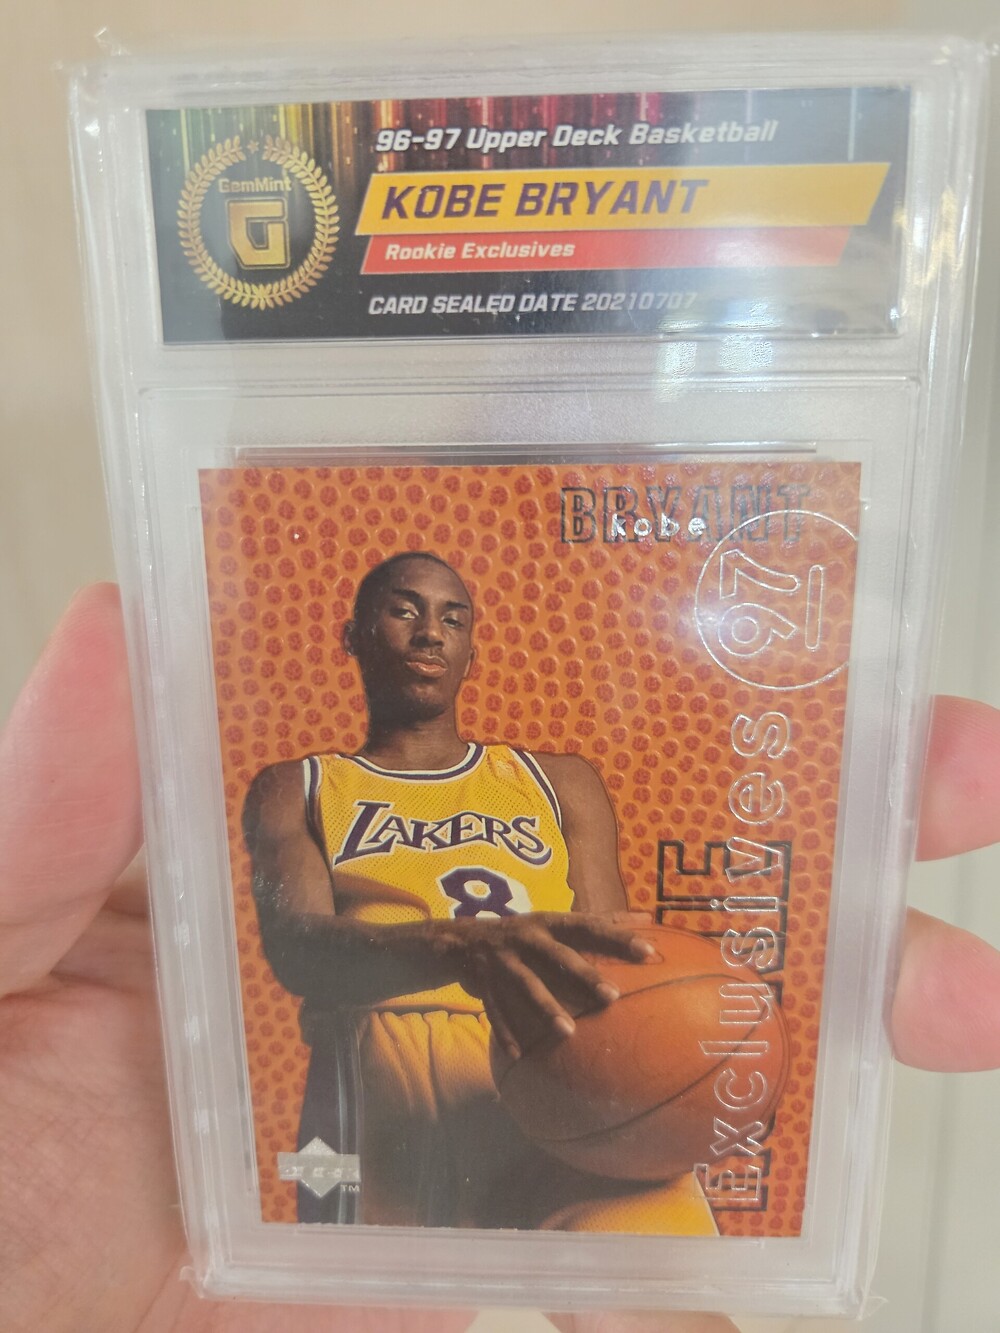 96-97 Upper Deck Basketball
GemMint
G
KOBE BRYANT
Rookie Exclusives
CARD SEALED DATE 20210707
BRYANT
kobe
Exclusives 97
LAKERS
8
TM